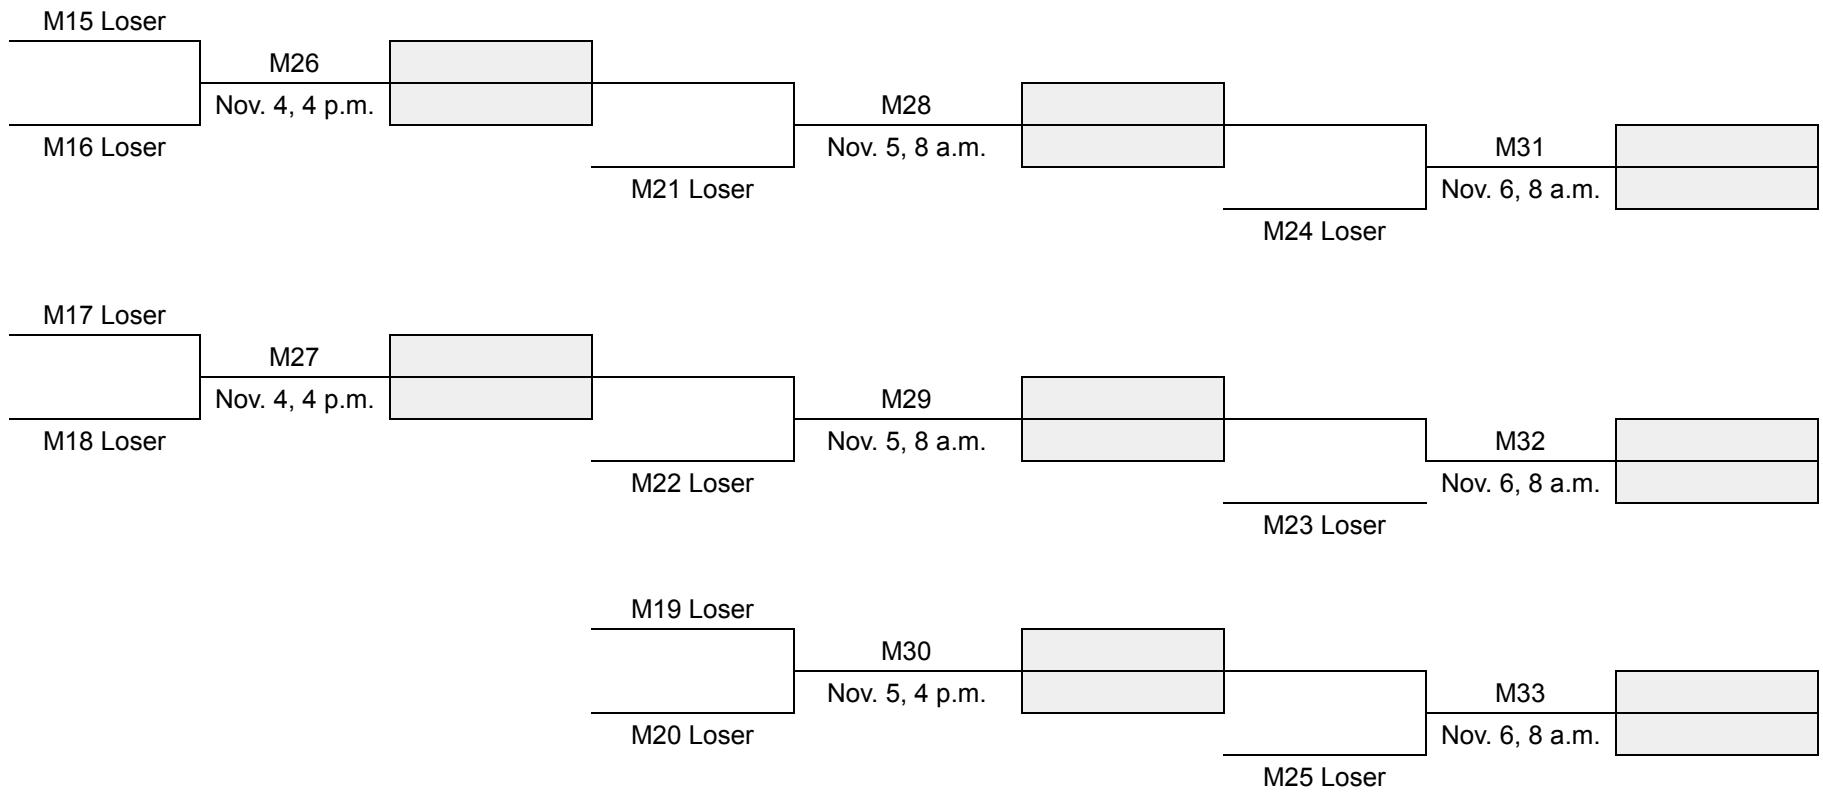 M15 Loser
M26
Nov. 4, 4 p.m.
M16 Loser
M28
Nov. 5, 8 a.m.
M21 Loser
M31
Nov. 6, 8 a.m.
M24 Loser
M17 Loser
M27
Nov. 4, 4 p.m.
M18 Loser
M29
Nov. 5, 8 a.m.
M22 Loser
M32
Nov. 6, 8 a.m.
M23 Loser
M19 Loser
M30
Nov. 5, 4 p.m.
M20 Loser
M33
Nov. 6, 8 a.m.
M25 Loser